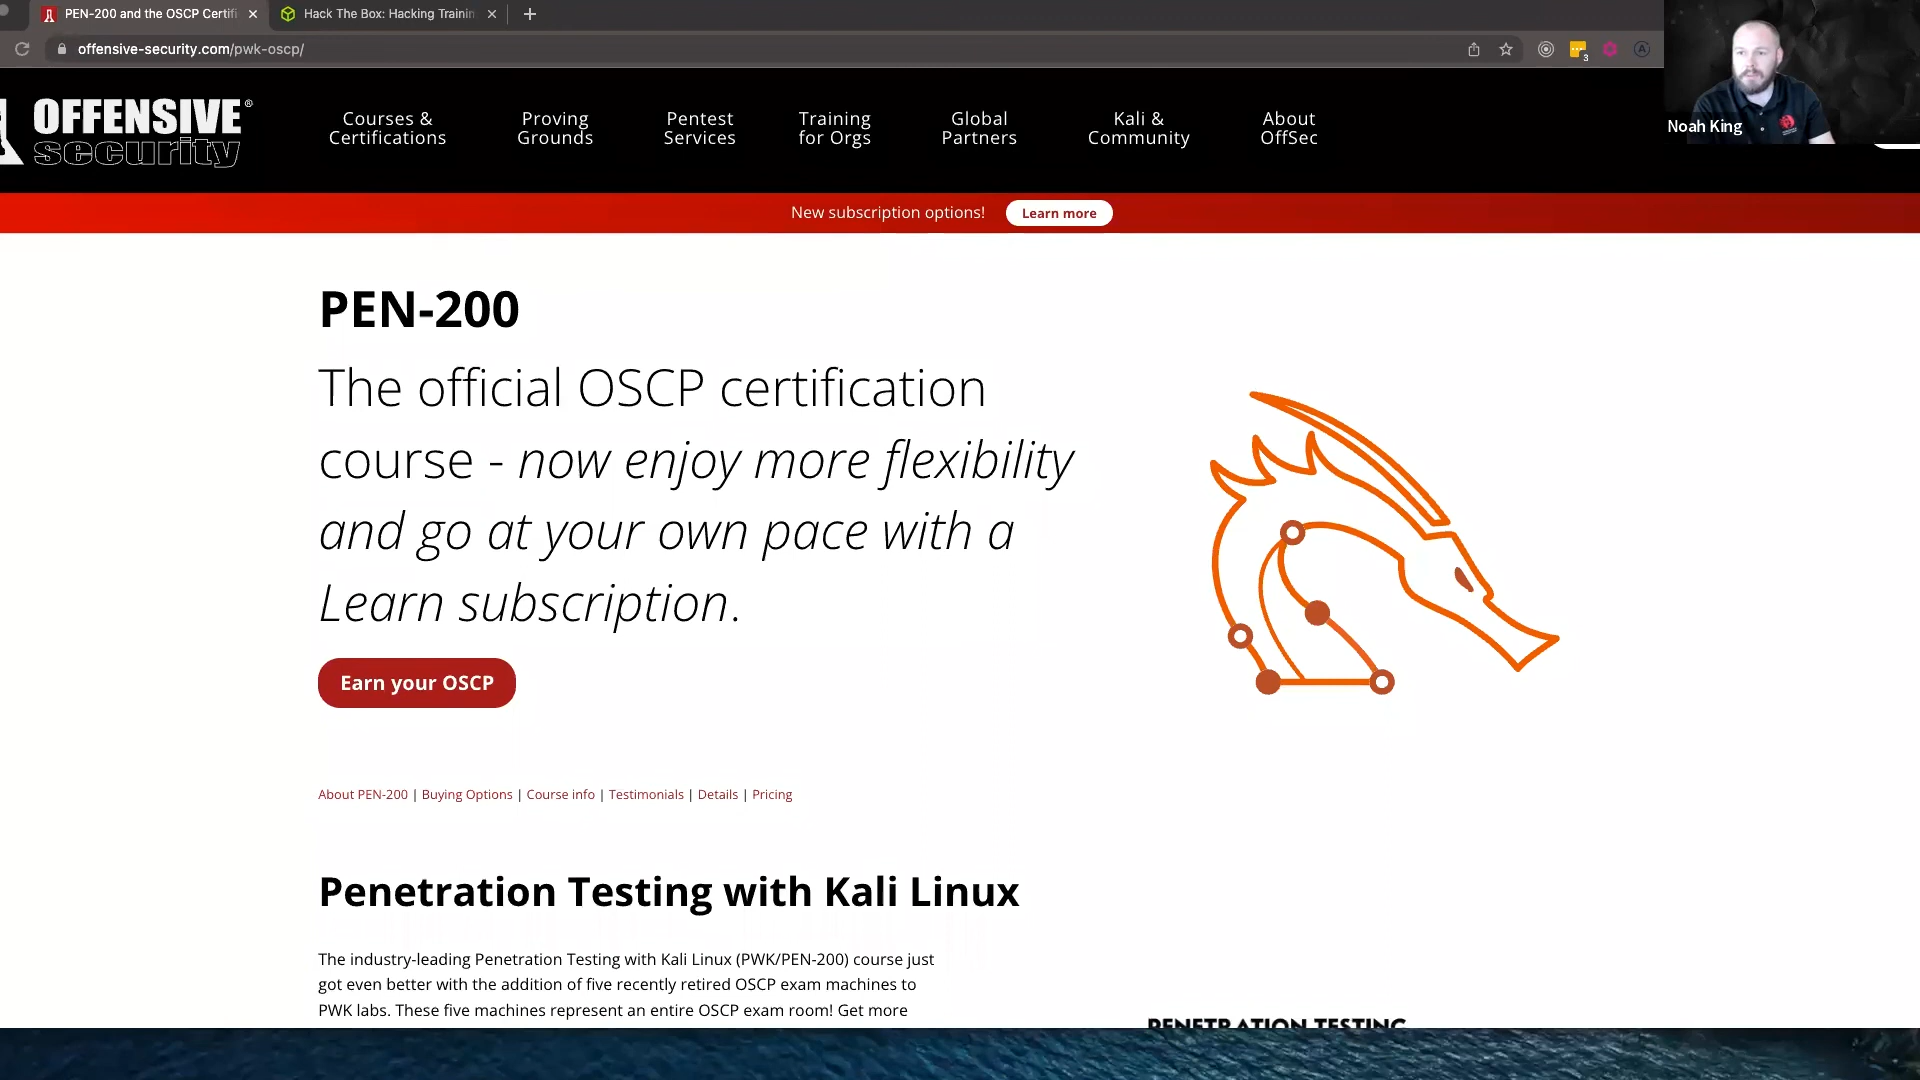 PEN-200 and the OSCP Certifi
Hack The Box: Hacking Trainin
offensive-security.com/pwk-oscp/
3
A
OFFENSIVE®
security
Courses &
Certifications
Proving
Grounds
Pentest
Services
Training
for Orgs
Global
Partners
Kali &
Community
About
OffSec
Noah King
New subscription options!
Learn more
PEN-200
The official OSCP certification
course - now enjoy more flexibility
and go at your own pace with a
Learn subscription.
Earn your OSCP
About PEN-200 | Buying Options | Course info | Testimonials | Details | Pricing
Penetration Testing with Kali Linux
The industry-leading Penetration Testing with Kali Linux (PWK/PEN-200) course just
got even better with the addition of five recently retired OSCP exam machines to
PWK labs. These five machines represent an entire OSCP exam room! Get more
PENETRATION TESTING